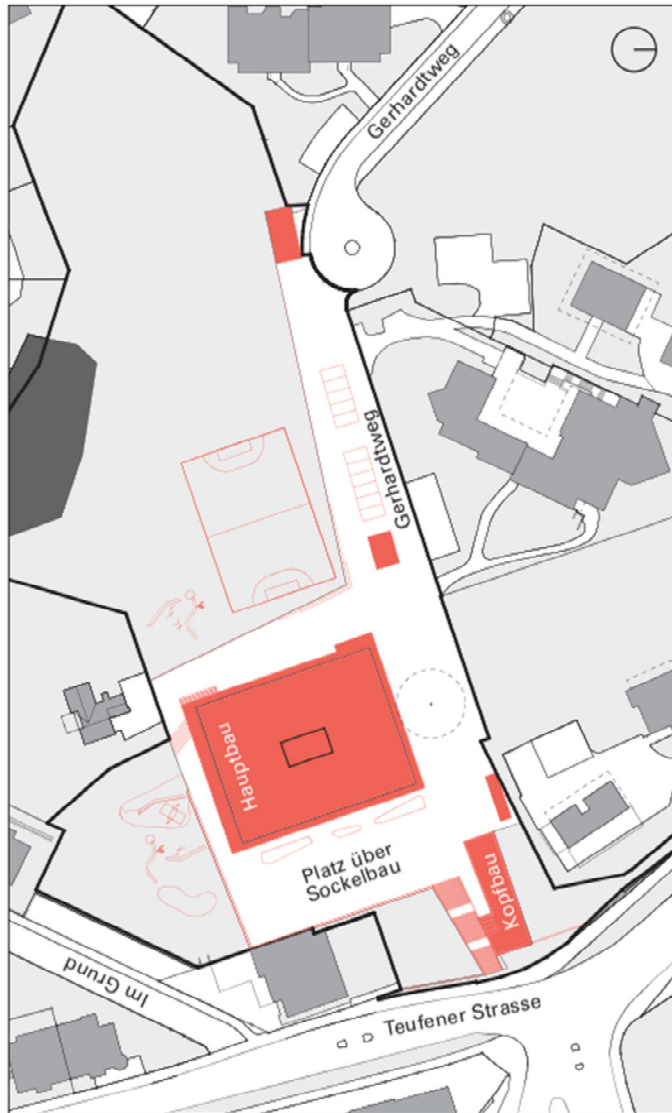 Gerhardtweg
Gerhardtweg
Hauptbau
Platz über
Sockelbau
Kopfbau
Im Grund
Teufener Strasse